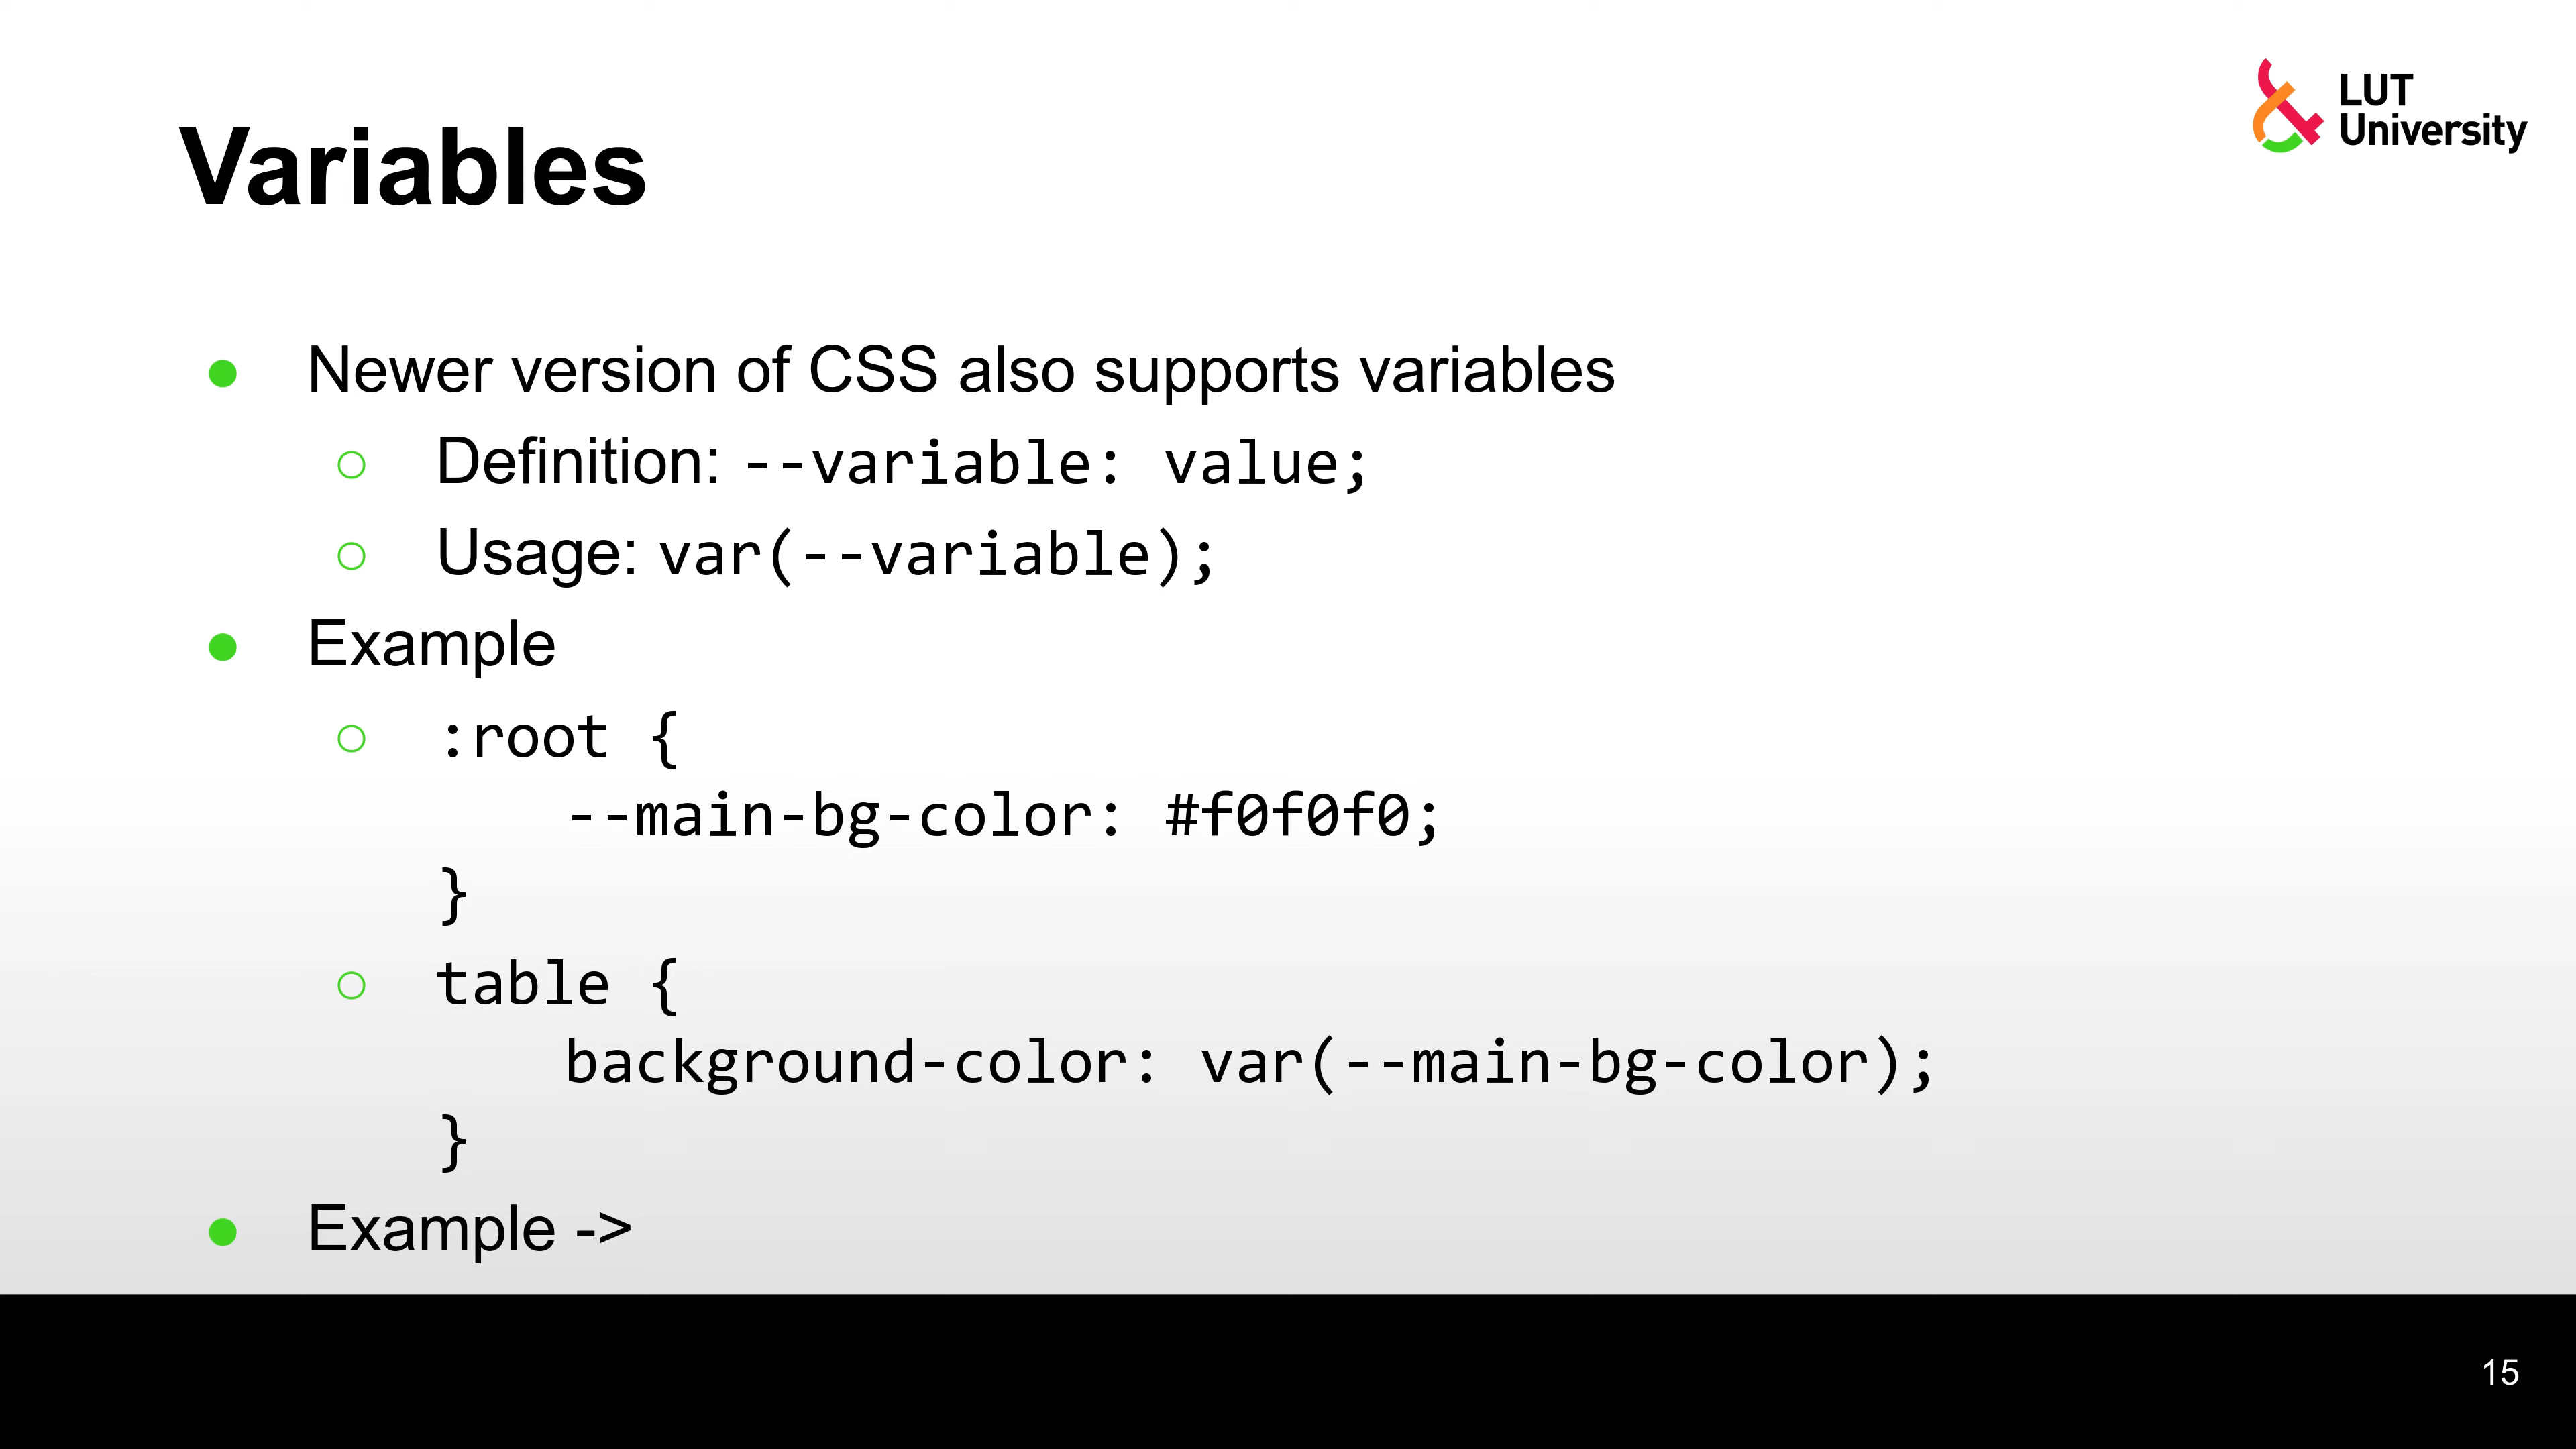 LUT
University
Variables
● Newer version of CSS also supports variables
○ Definition: --variable: value;
○ Usage: var(--variable);
● Example
○ :root {
--main-bg-color: #f0f0f0;
}
○ table {
background-color: var(--main-bg-color);
}
● Example ->
15